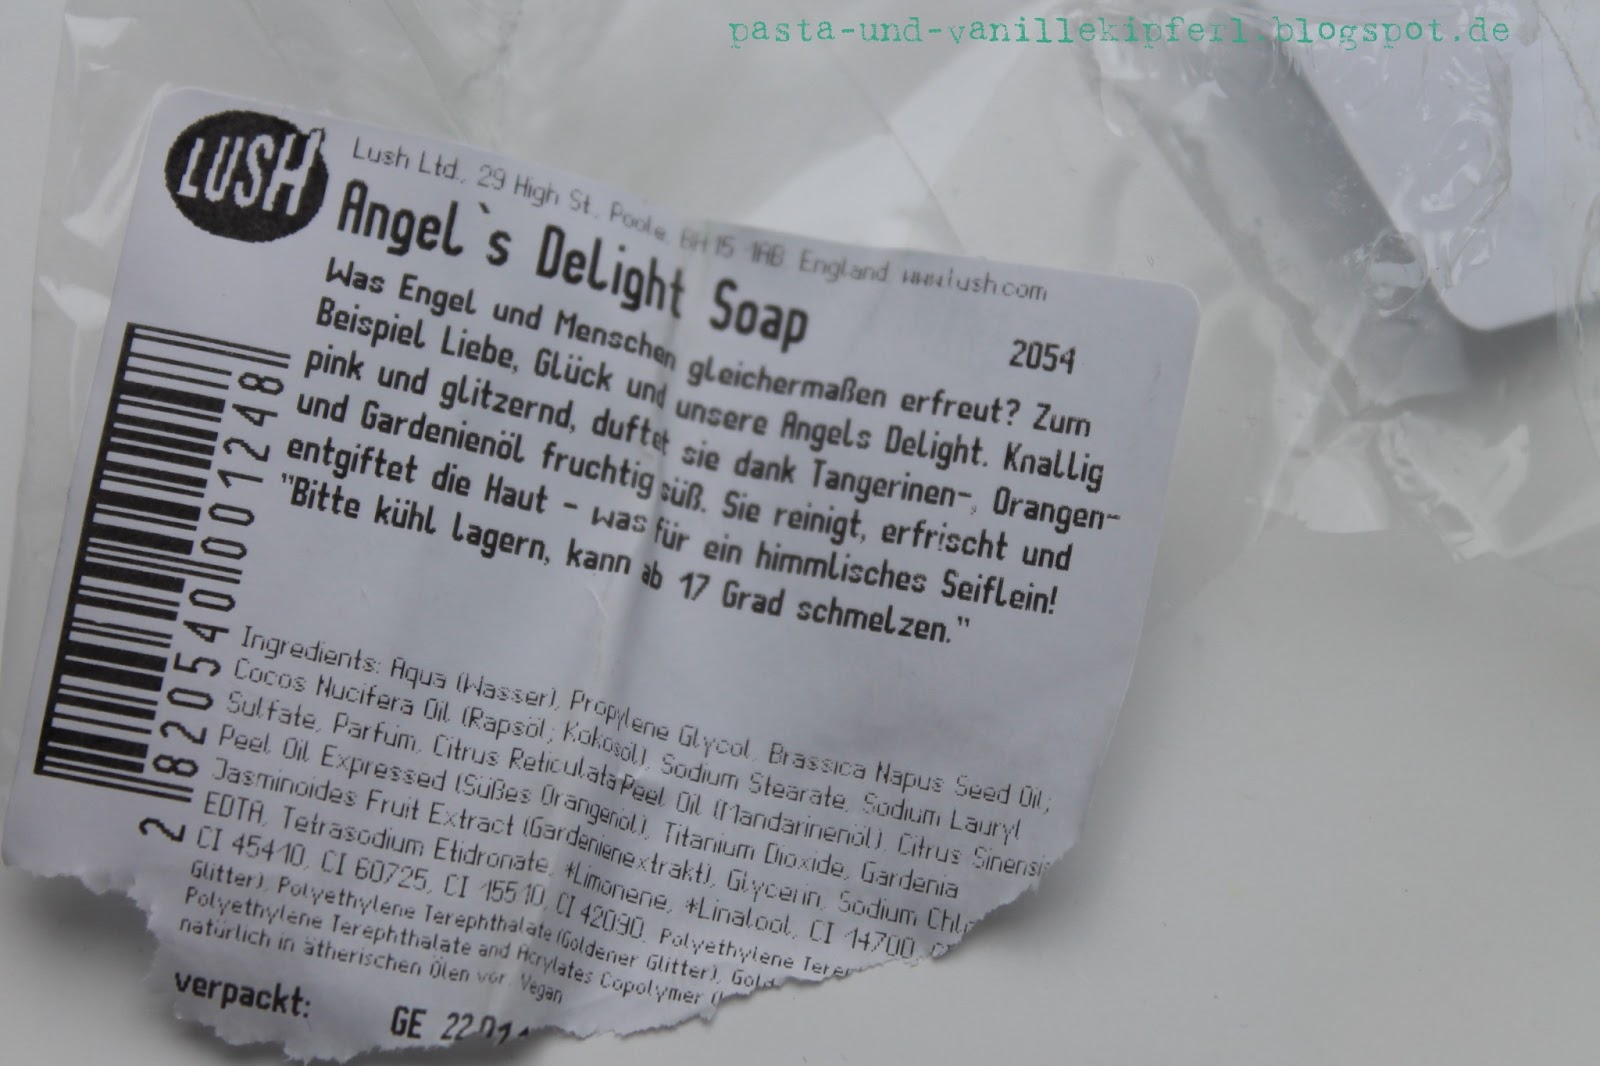 pasta-und-vanillekipferl.blogspot.de
LUSH
Lush Ltd., 29 High St. Poole, BH15 1AB England www.lush.com
Angel`s Delight Soap
2054
Was Engel und Menschen gleichermaßen erfreut? Zum
Beispiel Liebe, Glück und unsere Angels Delight. Knallig
pink und glitzernd, duftet sie dank Tangerinen-, Orangen-
und Gardenienöl fruchtig süß. Sie reinigt, erfrischt und
entgiftet die Haut - was für ein himmlisches Seiflein!
"Bitte kühl lagern, kann ab 17 Grad schmelzen."
2 820540 001248
Ingredients: Aqua (Wasser), Propylene Glycol, Brassica Napus Seed Oil;
Cocos Nucifera Oil (Rapsöl; Kokosöl), Sodium Stearate, Sodium Lauryl
Sulfate, Parfum, Citrus Reticulata Peel Oil (Mandarinenöl), Citrus Sinensis
Peel Oil Expressed (Süßes Orangenöl), Titanium Dioxide, Gardenia
Jasminoides Fruit Extract (Gardenienextrakt), Glycerin, Sodium
EDTA, Tetrasodium Etidronate, *Limonene, *Linalool, CI 14700,
CI 45410, CI 60725, CI 15510, CI 42090, Polyethylene
Glitter), Polyethylene Terephthalate (Goldener Glitter),
Polyethylene Terephthalate and Acrylates Copolymer
natürlich in ätherischen Ölen vor. Vegan
verpackt: GE